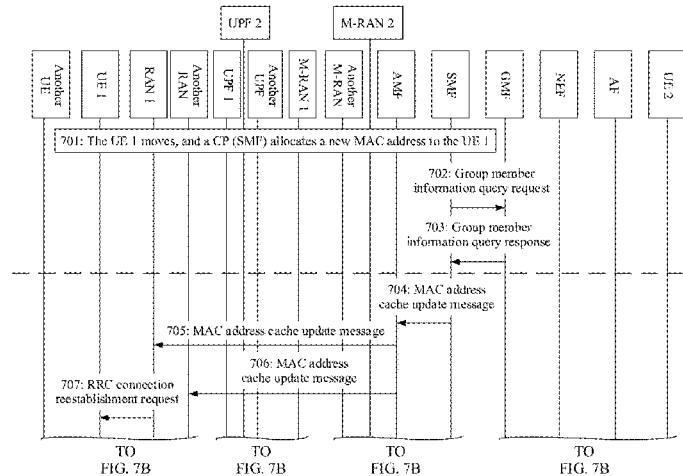 UPF 2
M-RAN 2
Another
UE
UE 1
RAN 1
Another
RAN
UPF 1
Another
UPF
M-RAN 1
Another
M-RAN
AMF
SMF
GMF
NEF
AF
UE 2
701: The UE 1 moves, and a CP (SMF) allocates a new MAC address to the UE 1
702: Group member
information query request
703: Group member
information query response
704: MAC address
cache update message
705: MAC address cache update message
706: MAC address
cache update message
707: RRC connection
reestablishment request
TO
FIG. 7B
TO
FIG. 7B
TO
FIG. 7B
TO
FIG. 7B